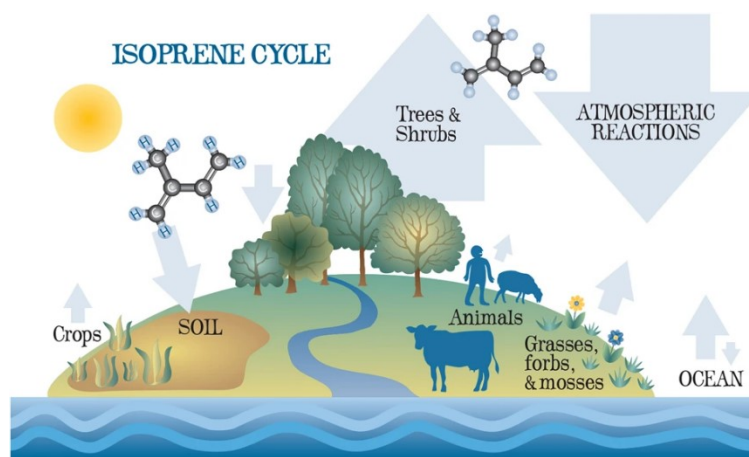 ISOPRENE CYCLE
Trees &
Shrubs
ATMOSPHERIC
REACTIONS
H
H
H
H
C
C
C
C
C
H
H
H
H
Crops
SOIL
Animals
Grasses,
forbs,
& mosses
OCEAN